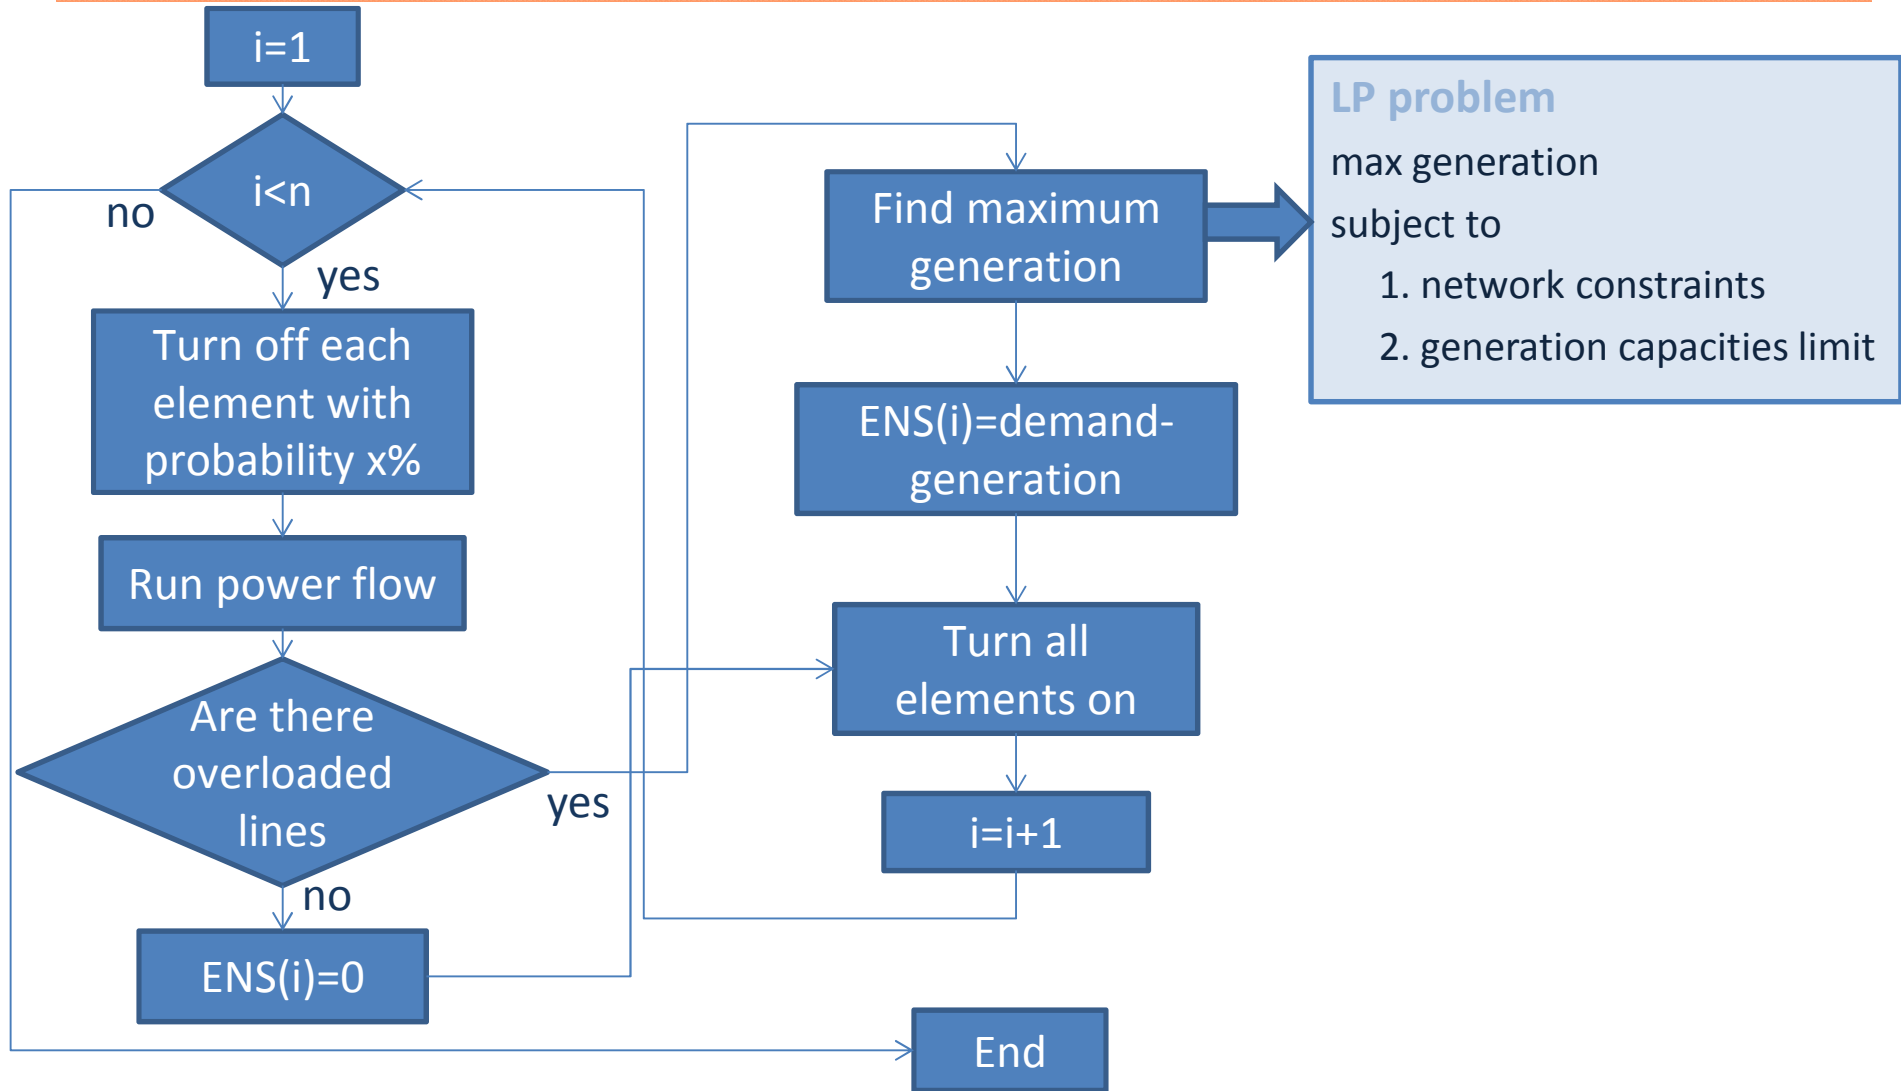 i=1
i<n
no
yes
Turn off each
element with
probability x%
Run power flow
Are there
overloaded
lines
yes
no
ENS(i)=0
Find maximum
generation
ENS(i)=demand-
generation
Turn all
elements on
i=i+1
End
LP problem
max generation
subject to
1. network constraints
2. generation capacities limit